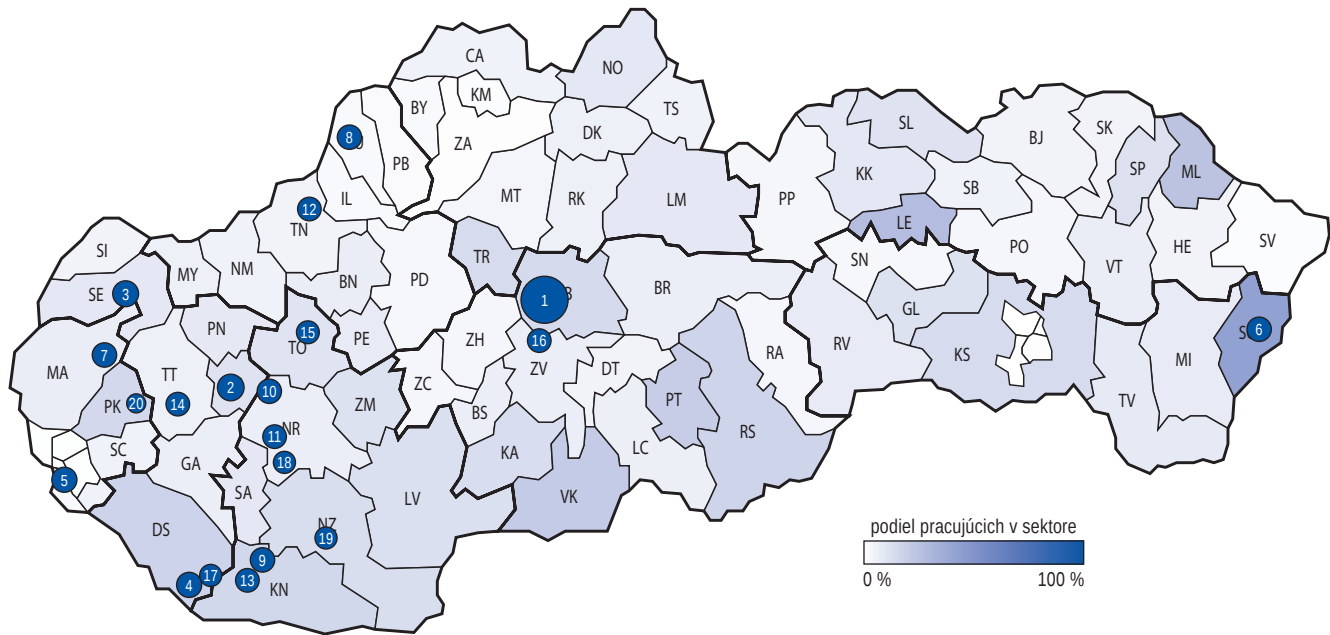 CA
NO
KM
BY
TS
ZA
DK
SL
BJ
SK
8
PB
KK
SP
ML
MT
RK
LM
IL
PP
SB
12
TN
LE
SI
PO
HE
SV
MY
NM
TR
SN
VT
BN
PD
SE
3
1
B
BR
GL
PN
15
TO
PE
ZH
16
S
6
MA
7
TT
ZV
DT
RA
RV
KS
MI
2
10
ZC
PK
20
14
ZM
BS
PT
TV
11
NR
RS
SC
GA
18
KA
LC
5
SA
LV
VK
DS
NZ
19
9
17
4
13
KN
podiel pracujúcich v sektore
0 %
100 %